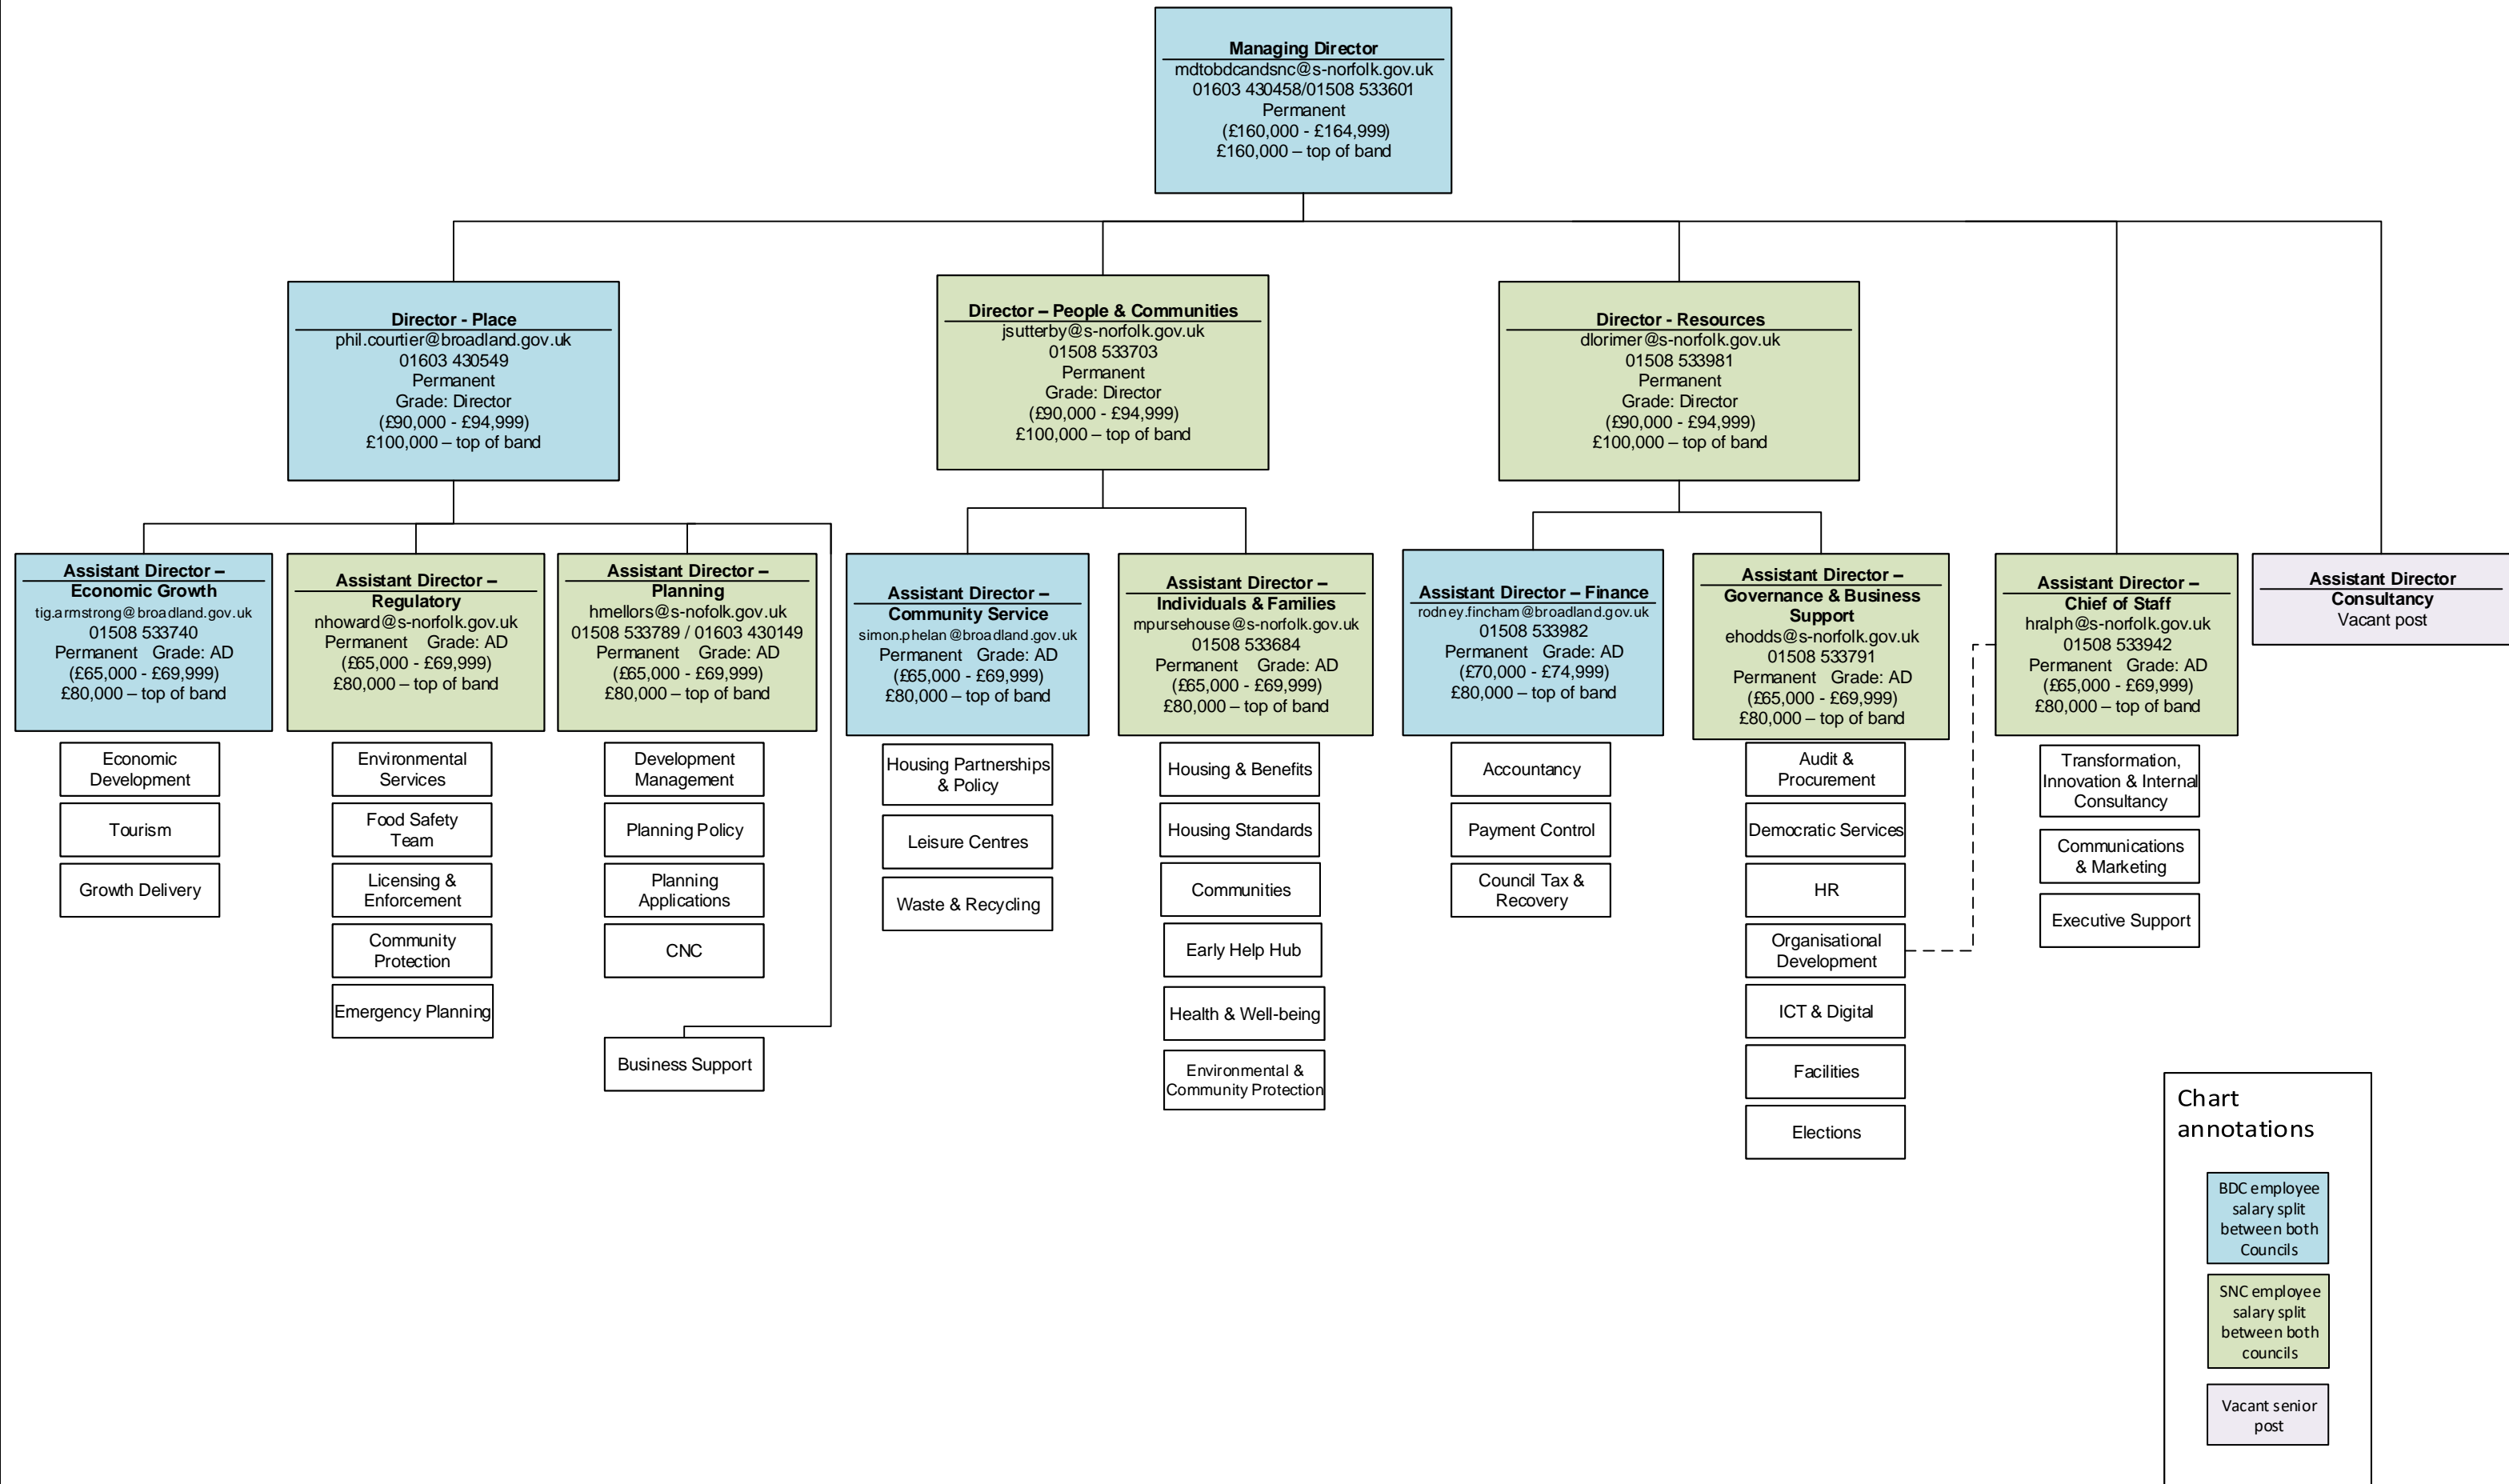 Managing Director
mdtobdcandsnc@s-norfolk.gov.uk
01603 430458/01508 533601
Permanent
(£160,000 - £164,999)
£160,000 – top of band
Director - Place
phil.courtier@broadland.gov.uk
01603 430549
Permanent
Grade: Director
(£90,000 - £94,999)
£100,000 – top of band
Director – People & Communities
jsutterby@s-norfolk.gov.uk
01508 533703
Permanent
Grade: Director
(£90,000 - £94,999)
£100,000 – top of band
Director - Resources
dlorimer@s-norfolk.gov.uk
01508 533981
Permanent
Grade: Director
(£90,000 - £94,999)
£100,000 – top of band
Assistant Director –
Economic Growth
tig.armstrong@broadland.gov.uk
01508 533740
Permanent Grade: AD
(£65,000 - £69,999)
£80,000 – top of band
Economic
Development
Tourism
Growth Delivery
Assistant Director –
Regulatory
nhoward@s-norfolk.gov.uk
Permanent Grade: AD
(£65,000 - £69,999)
£80,000 – top of band
Environmental
Services
Food Safety
Team
Licensing &
Enforcement
Community
Protection
Emergency Planning
Assistant Director –
Planning
hmellors@s-nofolk.gov.uk
01508 533789 / 01603 430149
Permanent Grade: AD
(£65,000 - £69,999)
£80,000 – top of band
Development
Management
Planning Policy
Planning
Applications
CNC
Business Support
Assistant Director –
Community Service
simon.phelan@broadland.gov.uk
Permanent Grade: AD
(£65,000 - £69,999)
£80,000 – top of band
Housing Partnerships
& Policy
Leisure Centres
Waste & Recycling
Assistant Director –
Individuals & Families
mpursehouse@s-norfolk.gov.uk
01508 533684
Permanent Grade: AD
(£65,000 - £69,999)
£80,000 – top of band
Housing & Benefits
Housing Standards
Communities
Early Help Hub
Health & Well-being
Environmental &
Community Protection
Assistant Director – Finance
rodney.fincham@broadland.gov.uk
01508 533982
Permanent Grade: AD
(£70,000 - £74,999)
£80,000 – top of band
Accountancy
Payment Control
Council Tax &
Recovery
Assistant Director –
Governance & Business
Support
ehodds@s-norfolk.gov.uk
01508 533791
Permanent Grade: AD
(£65,000 - £69,999)
£80,000 – top of band
Audit &
Procurement
Democratic Services
HR
Organisational
Development
ICT & Digital
Facilities
Elections
Assistant Director –
Chief of Staff
hralph@s-norfolk.gov.uk
01508 533942
Permanent Grade: AD
(£65,000 - £69,999)
£80,000 – top of band
Transformation,
Innovation & Internal
Consultancy
Communications
& Marketing
Executive Support
Assistant Director
Consultancy
Vacant post
Chart
annotations
BDC employee
salary split
between both
Councils
SNC employee
salary split
between both
councils
Vacant senior
post